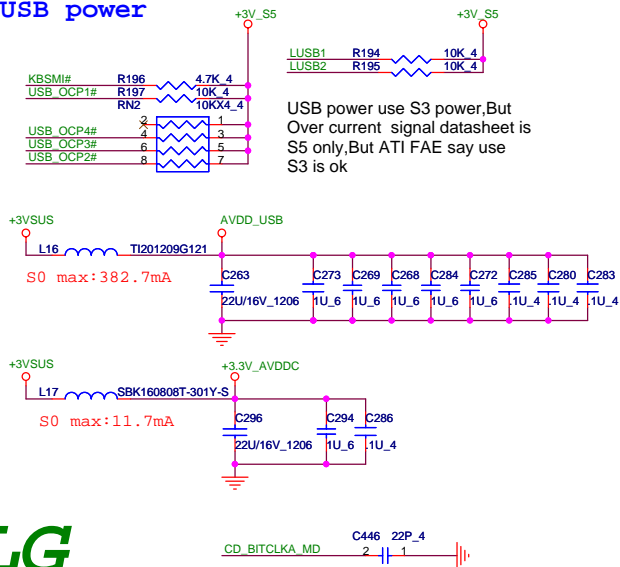 USB power
+3V_S5
+3V_S5
LUSB1 R194 10K_4
LUSB2 R195 10K_4
KBSMI# R196 4.7K_4
USB_OCP1# R197 10K_4
RN2 10KX4_4
2 1
USB_OCP4# 4 3
USB_OCP3# 6 5
USB_OCP2# 8 7
USB power use S3 power,But
Over current signal datasheet is
S5 only,But ATI FAE say use
S3 is ok
+3VSUS AVDD_USB
L16 TI201209G121
S0 max:382.7mA
C263 C273 C269 C268 C284 C272 C285 C280 C283
22U/16V_1206 1U_6 1U_6 1U_6 1U_6 1U_6 .1U_4 .1U_4 .1U_4
+3VSUS +3.3V_AVDDC
L17 SBK160808T-301Y-S
S0 max:11.7mA
C296 C294 C286
22U/16V_1206 1U_6 .1U_4
LG
C446 22P_4
CD_BITCLKA_MD 2 1